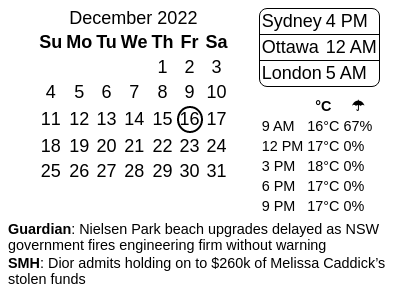 December 2022
Su Mo Tu We Th Fr Sa
1 2 3
4 5 6 7 8 9 10
11 12 13 14 15 16 17
18 19 20 21 22 23 24
25 26 27 28 29 30 31
Sydney 4 PM
Ottawa 12 AM
London 5 AM
°C ☂
9 AM 16°C 67%
12 PM 17°C 0%
3 PM 18°C 0%
6 PM 17°C 0%
9 PM 17°C 0%
Guardian: Nielsen Park beach upgrades delayed as NSW
government fires engineering firm without warning
SMH: Dior admits holding on to $260k of Melissa Caddick’s
stolen funds